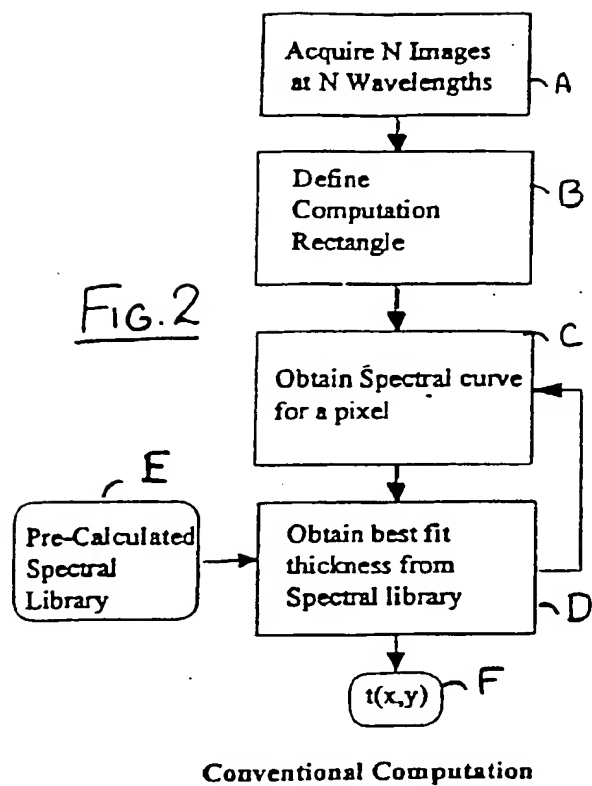 Acquire N Images
at N Wavelengths
A
Define
Computation
Rectangle
B
FIG. 2
C
Obtain Spectral curve
for a pixel
E
Pre-Calculated
Spectral
Library
Obtain best fit
thickness from
Spectral library
D
t(x,y)
F
Conventional Computation